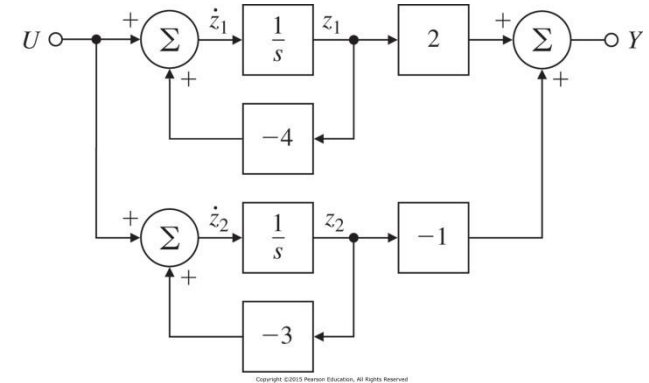 U + Σ ż₁ 1/s z₁ 2 + Σ Y
+ +
−4
+ Σ ż₂ 1/s z₂ −1
+
−3
Copyright ©2015 Pearson Education, All Rights Reserved